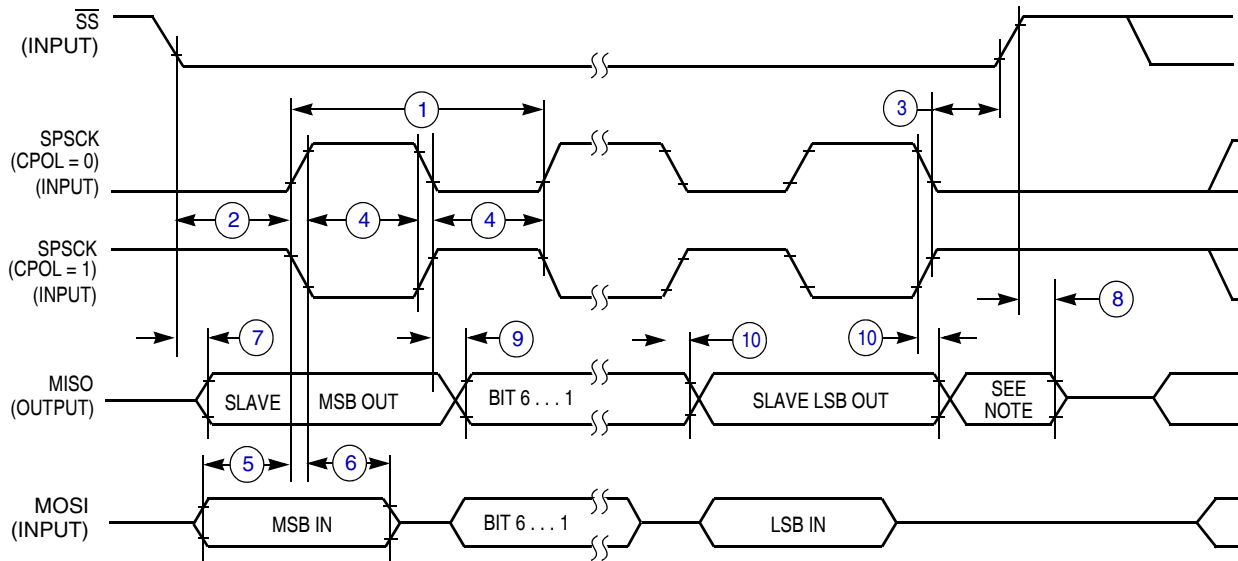 SS
(INPUT)
1
3
SPSCK
(CPOL = 0)
(INPUT)
2
4
4
SPSCK
(CPOL = 1)
(INPUT)
8
7
9
10
10
MISO
(OUTPUT)
SLAVE
MSB OUT
BIT 6 . . . 1
SLAVE LSB OUT
SEE
NOTE
5
6
MOSI
(INPUT)
MSB IN
BIT 6 . . . 1
LSB IN